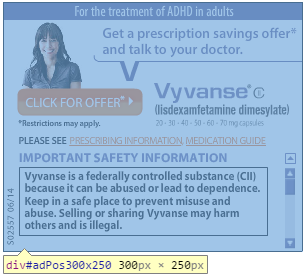 For the treatment of ADHD in adults
Get a prescription savings offer#
and talk to your doctor.
V
CLICK FOR OFFER
*Restrictions may apply.
Vyvanse CII
(lisdexamfetamine dimesylate)
20 - 30 - 40 - 50 - 60 - 70 mg capsules
PLEASE SEE PRESCRIBING INFORMATION, MEDICATION GUIDE
IMPORTANT SAFETY INFORMATION
Vyvanse is a federally controlled substance (CII)
because it can be abused or lead to dependence.
Keep in a safe place to prevent misuse and
abuse. Selling or sharing Vyvanse may harm
others and is illegal.
S02557 06/14
div#adPos300x250 300px × 250px